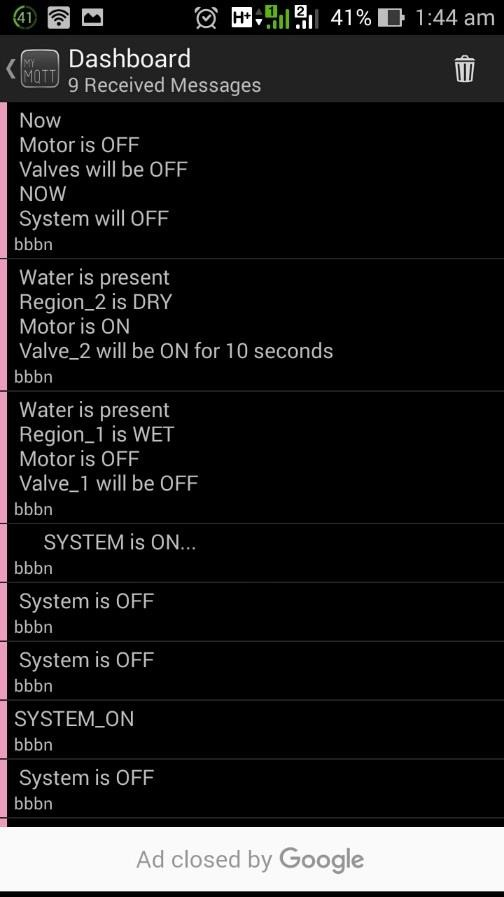 41
H+
1
2
41%
1:44 am
MY
MQTT
Dashboard
9 Received Messages
Now
Motor is OFF
Valves will be OFF
NOW
System will OFF
bbbn
Water is present
Region_2 is DRY
Motor is ON
Valve_2 will be ON for 10 seconds
bbbn
Water is present
Region_1 is WET
Motor is OFF
Valve_1 will be OFF
bbbn
SYSTEM is ON...
bbbn
System is OFF
bbbn
System is OFF
bbbn
SYSTEM_ON
bbbn
System is OFF
bbbn
Ad closed by Google